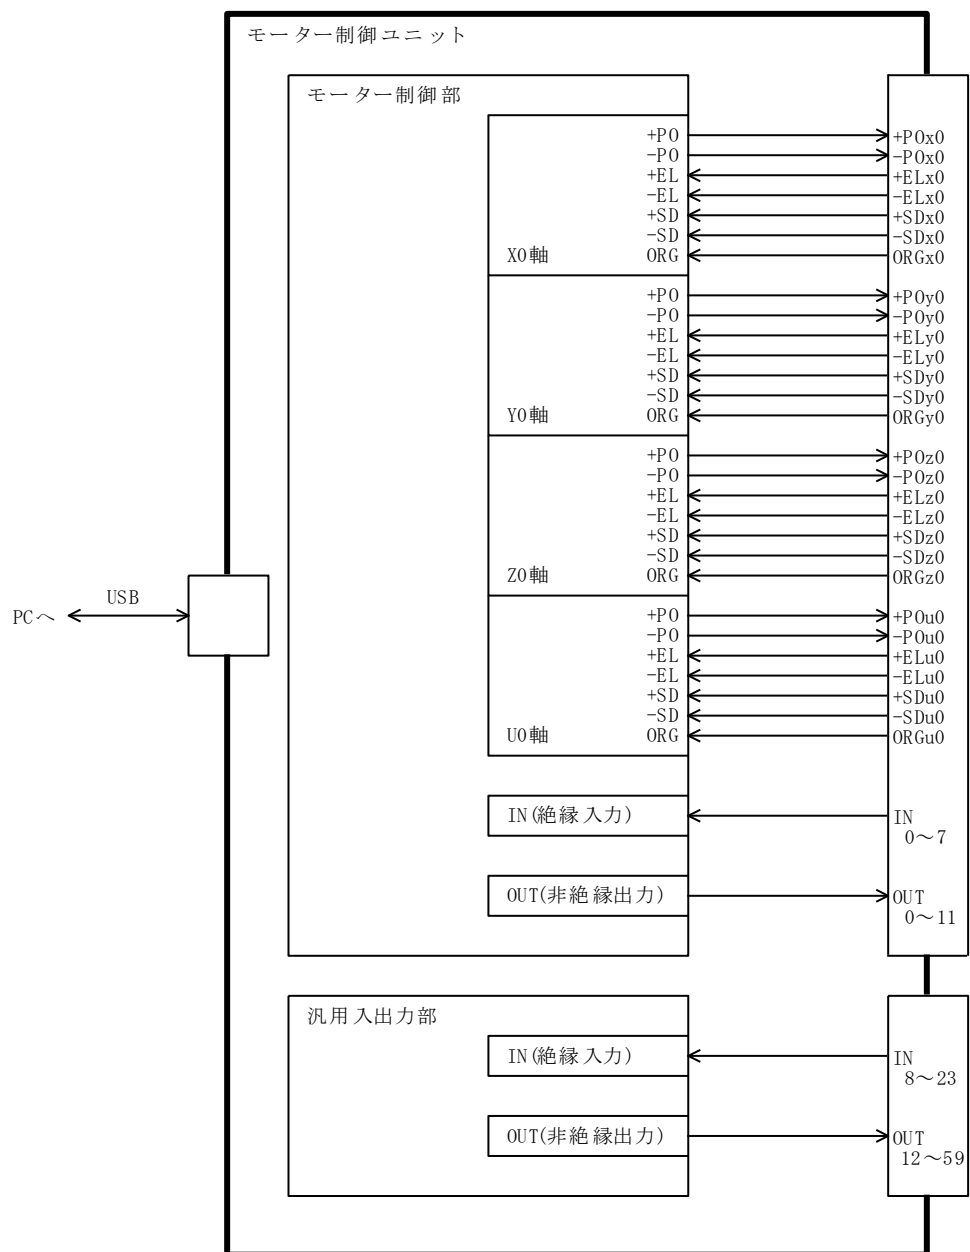 モーター制御ユニット
モーター制御部
+PO
-PO
+EL
-EL
+SD
-SD
X0軸 ORG
+POx0
-POx0
+ELx0
-ELx0
+SDx0
-SDx0
ORGx0
+PO
-PO
+EL
-EL
+SD
-SD
Y0軸 ORG
+POy0
-POy0
+ELy0
-ELy0
+SDy0
-SDy0
ORGy0
+PO
-PO
+EL
-EL
+SD
-SD
Z0軸 ORG
+POz0
-POz0
+ELz0
-ELz0
+SDz0
-SDz0
ORGz0
PCへ
USB
+PO
-PO
+EL
-EL
+SD
-SD
U0軸 ORG
+POu0
-POu0
+ELu0
-ELu0
+SDu0
-SDu0
ORGu0
IN(絶縁入力)
IN
0～7
OUT(非絶縁出力)
OUT
0～11
汎用入出力部
IN(絶縁入力)
IN
8～23
OUT(非絶縁出力)
OUT
12～59